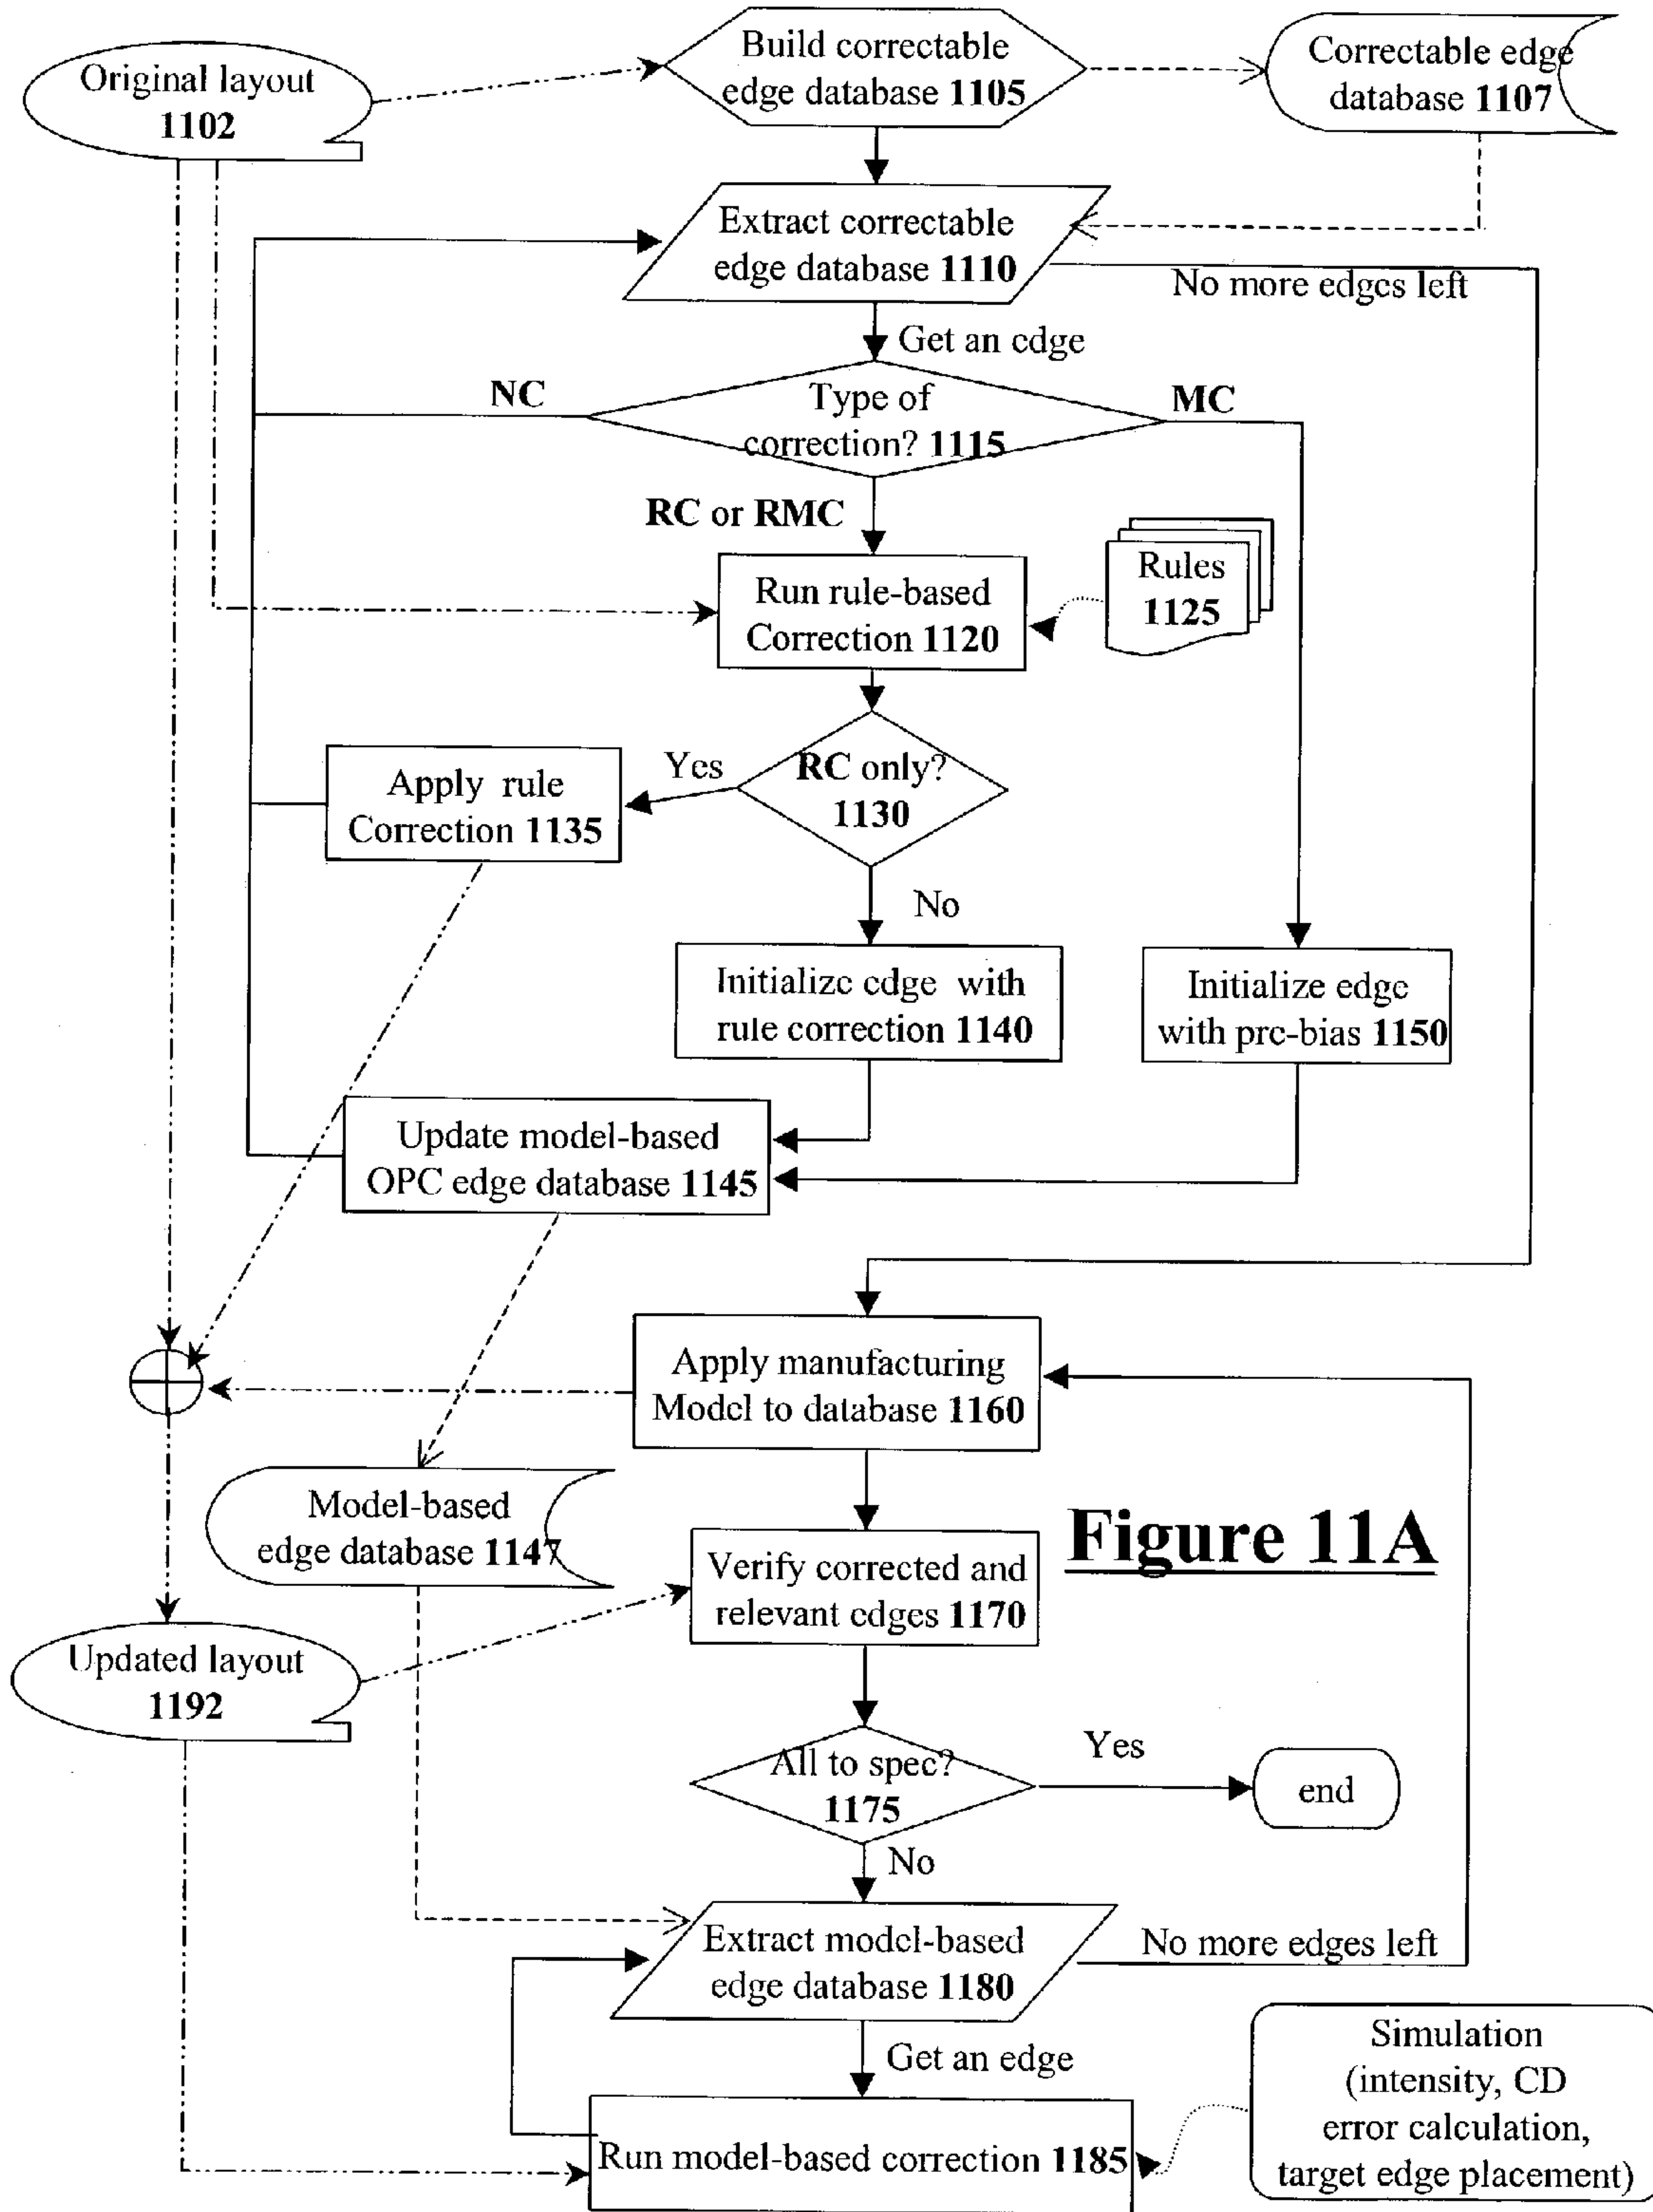 Original layout
1102
Build correctable
edge database 1105
Correctable edge
database 1107
Extract correctable
edge database 1110
No more edges left
Get an edge
NC
Type of
correction? 1115
MC
RC or RMC
Run rule-based
Correction 1120
Rules
1125
Apply rule
Correction 1135
Yes
RC only?
1130
No
Initialize edge with
rule correction 1140
Initialize edge
with pre-bias 1150
Update model-based
OPC edge database 1145
Apply manufacturing
Model to database 1160
Model-based
edge database 1147
Verify corrected and
relevant edges 1170
Figure 11A
Updated layout
1192
All to spec?
1175
Yes
end
No
Extract model-based
edge database 1180
No more edges left
Get an edge
Run model-based correction 1185
Simulation
(intensity, CD
error calculation,
target edge placement)